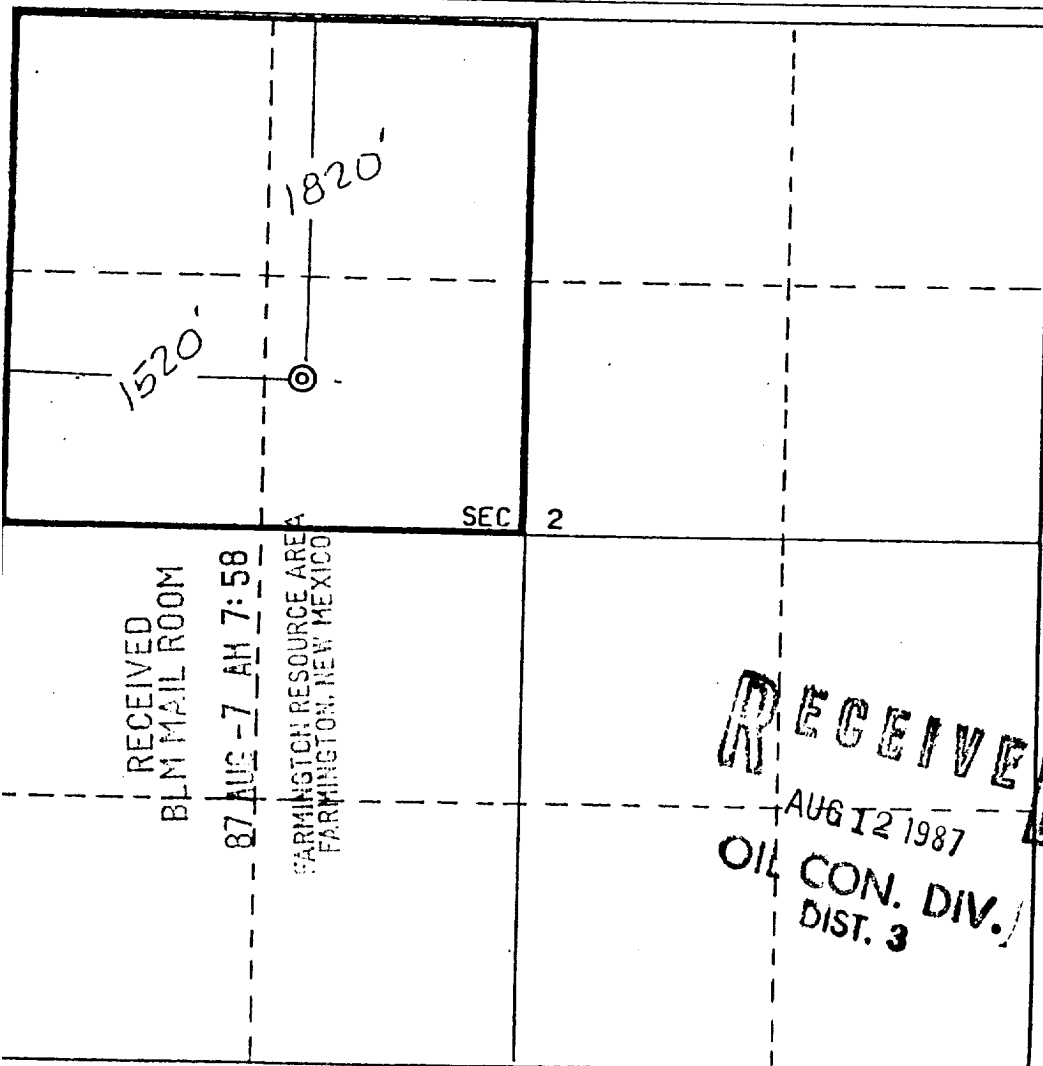 1820'
1520'
SEC 2
RECEIVED
BLM MAIL ROOM
87 AUG -7 AM 7:58
FARMINGTON RESOURCE AREA
FARMINGTON, NEW MEXICO
RECEIVED
AUG 12 1987
OIL CON. DIV.
DIST. 3